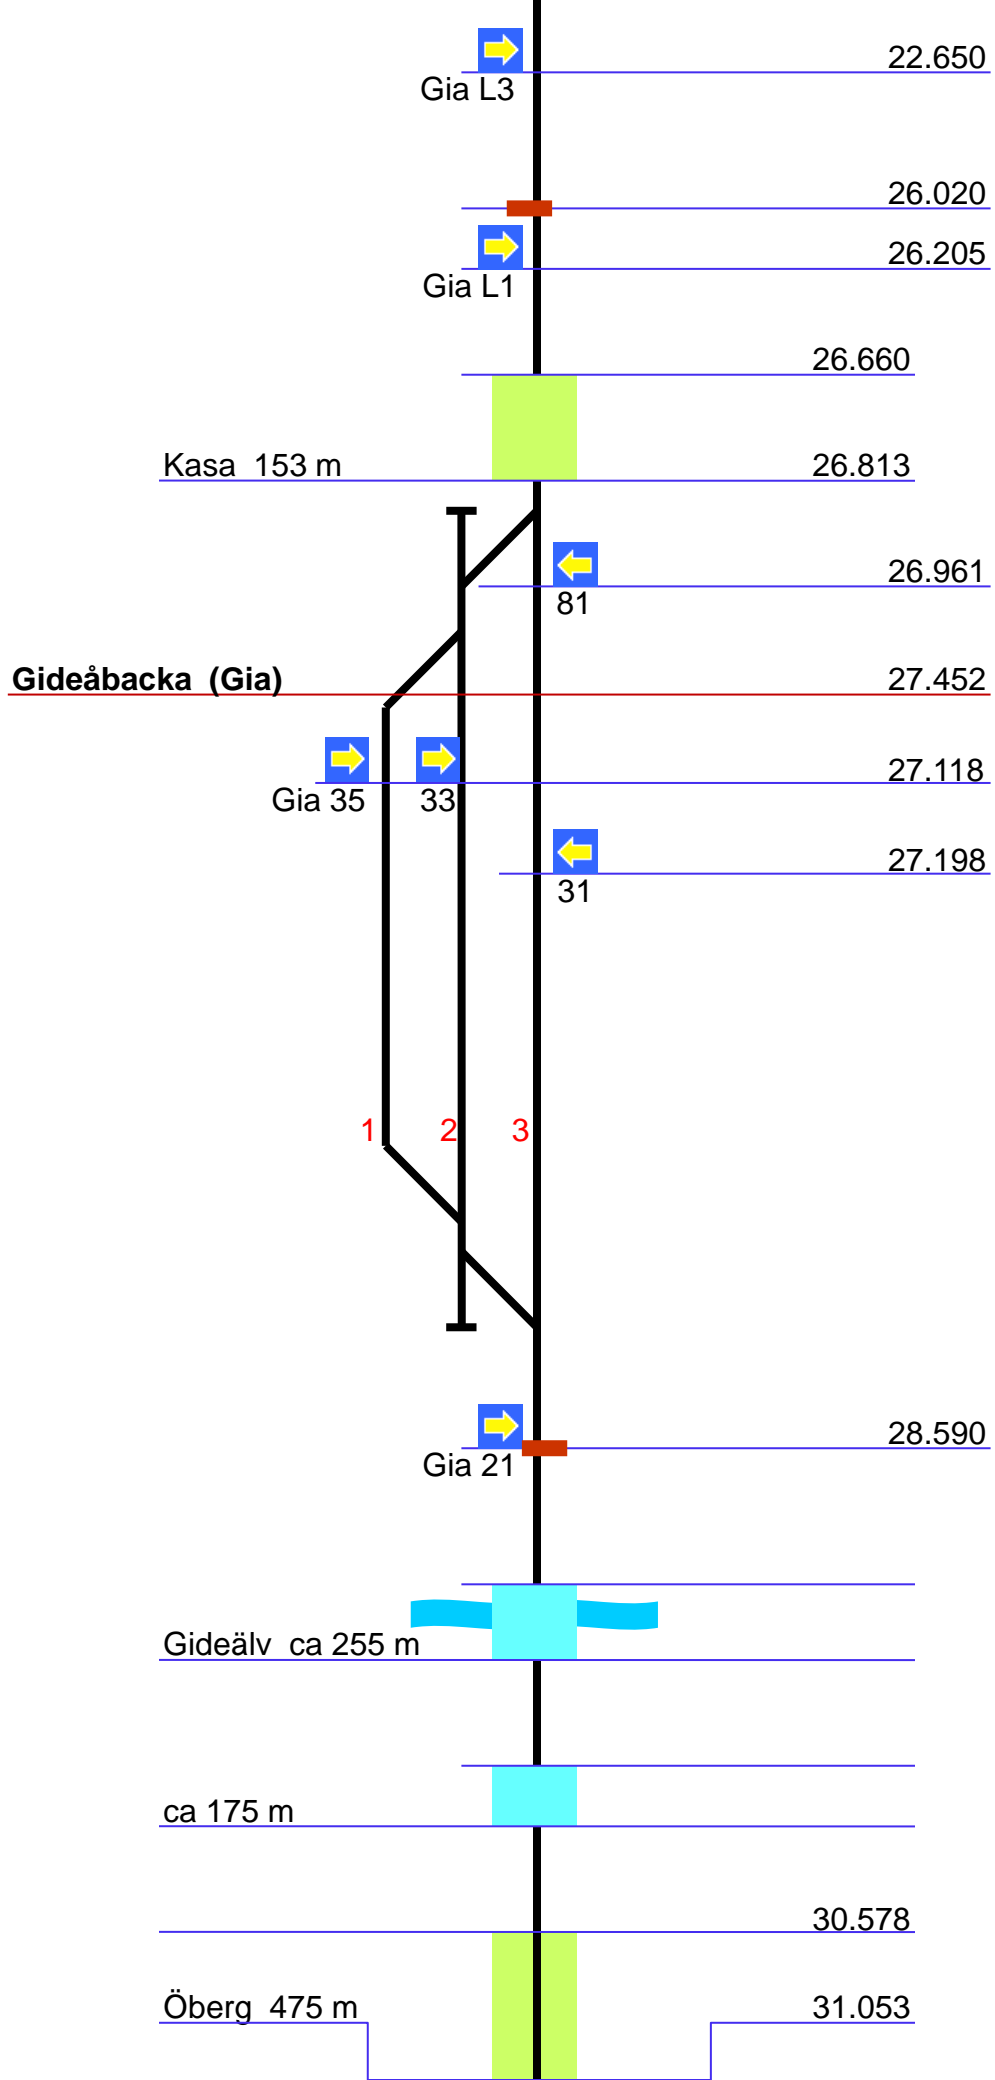 22.650
Gia L3
26.020
26.205
Gia L1
26.660
Kasa 153 m 26.813
26.961
81
Gideåbacka (Gia) 27.452
27.118
Gia 35 33
27.198
31
1 2 3
28.590
Gia 21
Gideälv ca 255 m
ca 175 m
30.578
Öberg 475 m 31.053